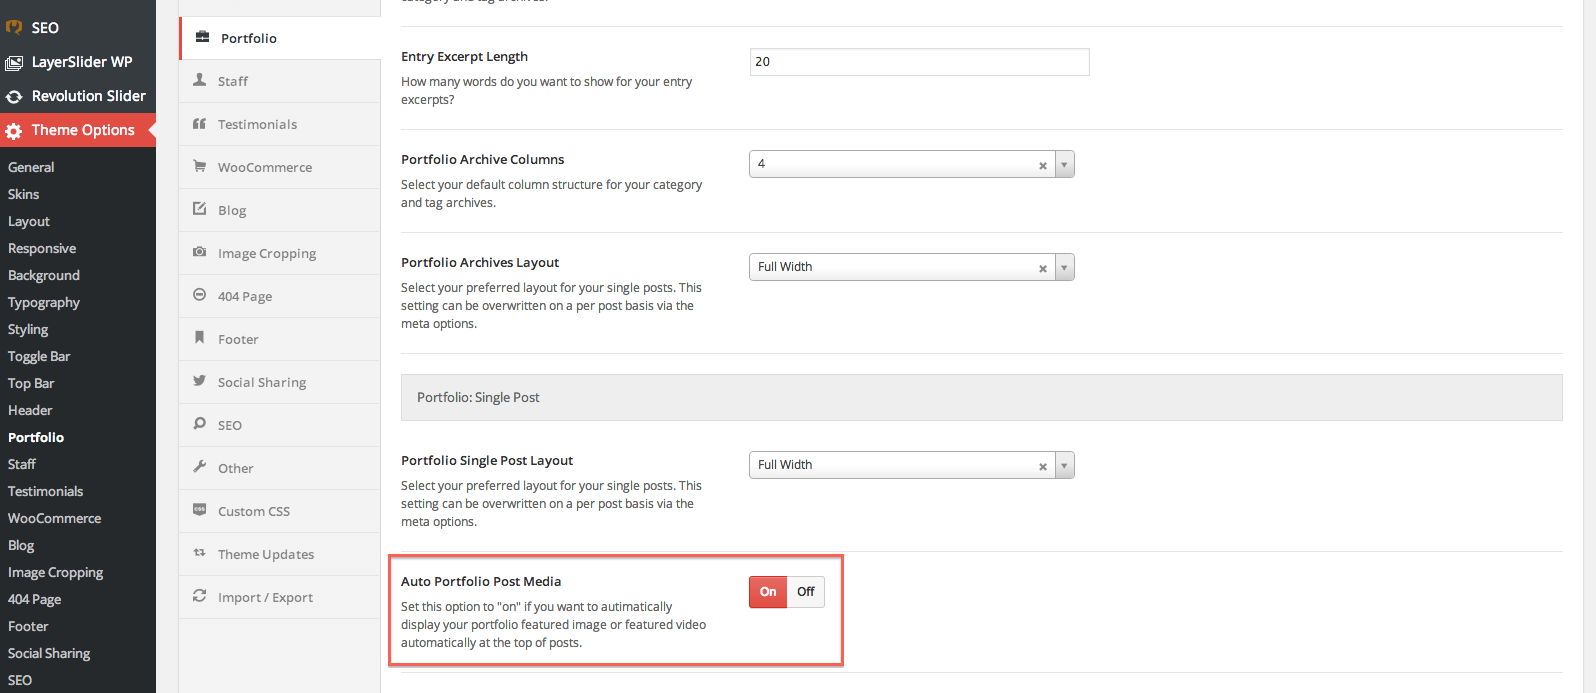 SEO
LayerSlider WP
Revolution Slider
Theme Options
General
Skins
Layout
Responsive
Background
Typography
Styling
Toggle Bar
Top Bar
Header
Portfolio
Staff
Testimonials
WooCommerce
Blog
Image Cropping
404 Page
Footer
Social Sharing
SEO
Portfolio
Staff
Testimonials
WooCommerce
Blog
Image Cropping
404 Page
Footer
Social Sharing
SEO
Other
Custom CSS
Theme Updates
Import / Export
category and tag archives.
Entry Excerpt Length
How many words do you want to show for your entry
excerpts?
20
Portfolio Archive Columns
Select your default column structure for your category
and tag archives.
4
Portfolio Archives Layout
Select your preferred layout for your single posts. This
setting can be overwritten on a per post basis via the
meta options.
Full Width
Portfolio: Single Post
Portfolio Single Post Layout
Select your preferred layout for your single posts. This
setting can be overwritten on a per post basis via the
meta options.
Full Width
Auto Portfolio Post Media
Set this option to "on" if you want to autimatically
display your portfolio featured image or featured video
automatically at the top of posts.
On Off